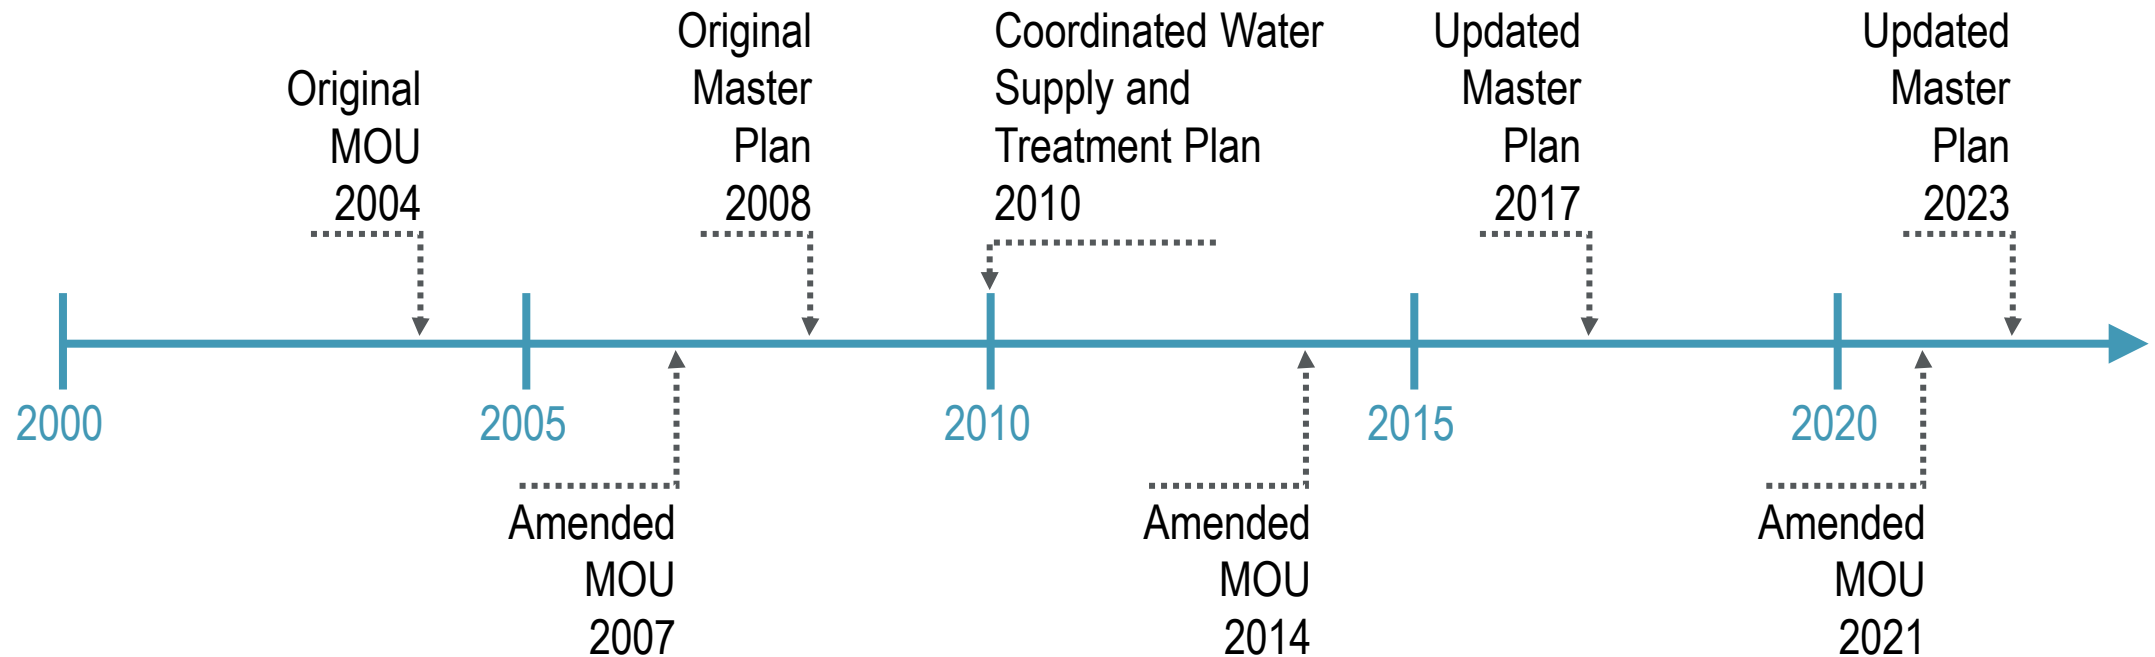 Original
MOU
2004
Original
Master
Plan
2008
Coordinated Water
Supply and
Treatment Plan
2010
Updated
Master
Plan
2017
Updated
Master
Plan
2023
2000
2005
2010
2015
2020
Amended
MOU
2007
Amended
MOU
2014
Amended
MOU
2021